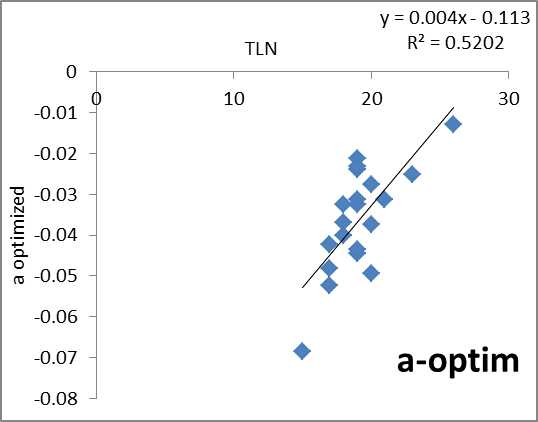 y = 0.004x - 0.113
R² = 0.5202
TLN
0
0 10 20 30
-0.01
-0.02
-0.03
-0.04
-0.05
-0.06
-0.07
-0.08
a optimized
a-optim